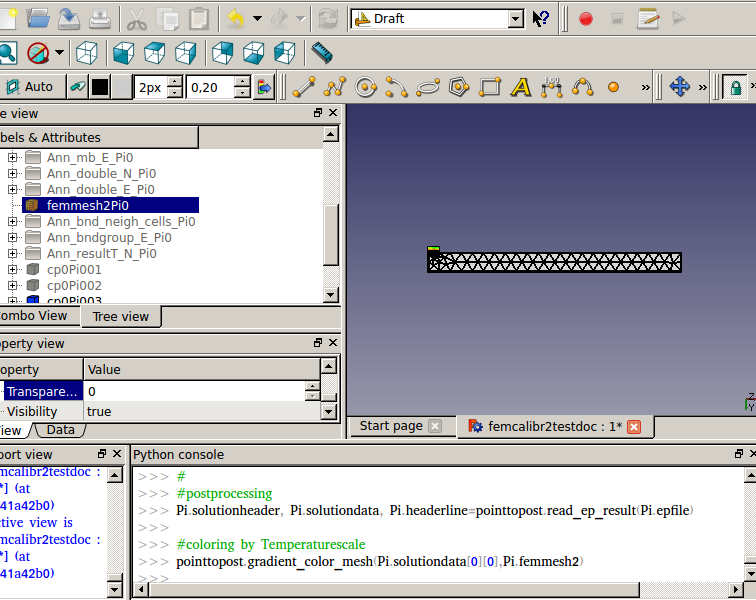 Draft
Auto
2px
0,20
e view
bels & Attributes
Ann_mb_E_Pi0
Ann_double_N_Pi0
Ann_double_E_Pi0
femmesh2Pi0
Ann_bnd_neigh_cells_Pi0
Ann_bndgroup_E_Pi0
Ann_resultT_N_Pi0
cp0Pi001
cp0Pi002
cp0Pi003
ombo View
Tree view
operty view
operty
Value
Transpare...
0
Visibility
true
iew
Data
Z
Y
Start page
femcalibr2testdoc : 1*
port view
mcalibr2testdoc :
*] (at
41a42b0)
ctive view is
mcalibr2testdoc :
*] (at
41a42b0)
Python console
>>> #
>>> #postprocessing
>>> Pi.solutionheader, Pi.solutiondata, Pi.headerline=pointtopost.read_ep_result(Pi.epfile)
>>>
>>> #coloring by Temperaturescale
>>> pointtopost.gradient_color_mesh(Pi.solutiondata[0][0],Pi.femmesh2)
>>>